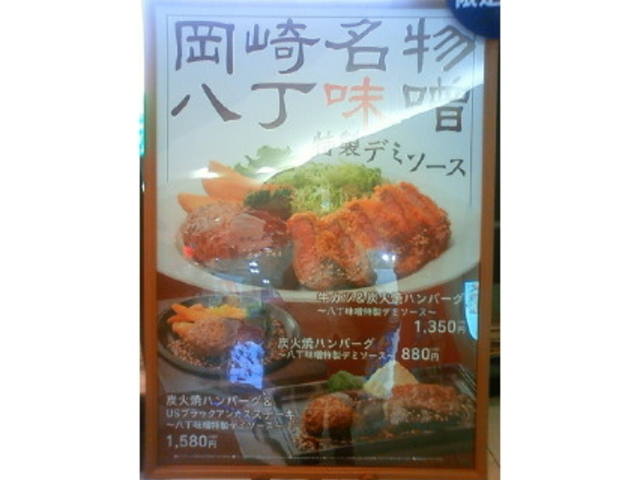 限定
岡崎名物
八丁味噌
特製デミソース
牛カツ&炭火焼ハンバーグ
〜八丁味噌特製デミソース〜
1,350円
炭火焼ハンバーグ
〜八丁味噌特製デミソース〜 880円
炭火焼ハンバーグ&
USブラックアンガスステーキ
〜八丁味噌特製デミソース〜
1,580円